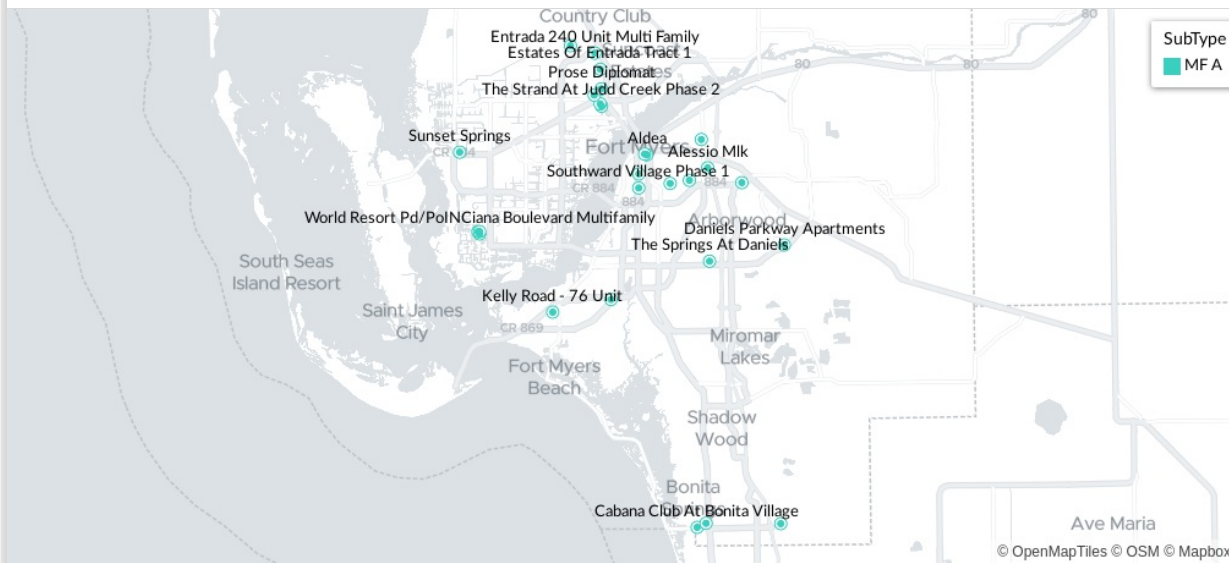 Country Club
80
Entrada 240 Unit Multi Family
SubType
Estates Of Entrada Tract 1
MF A
80
80
Prose Diplomat
Estates
The Strand At Judd Creek Phase 2
Sunset Springs
Aldea
CR
Fort Myers
Alessio Mlk
Southward Village Phase 1
CR 884
884
884
World Resort Pd/PoINCiana Boulevard Multifamily
Arborwood
Daniels Parkway Apartments
The Springs At Daniels
South Seas
Island Resort
Kelly Road - 76 Unit
Saint James
City
CR 869
Miromar
Lakes
Fort Myers
Beach
Shadow
Wood
Bonita
Cabana Club At Bonita Village
Ave Maria
© OpenMapTiles © OSM © Mapbox